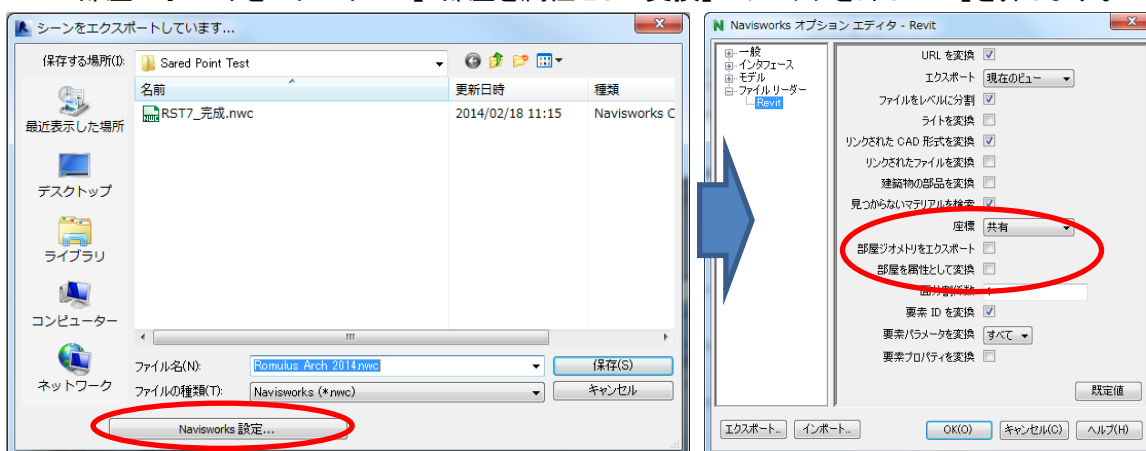 シーンをエクスポートしています...
保存する場所(I):
Sared Point Test
最近表示した場所
デスクトップ
ライブラリ
コンピューター
ネットワーク
名前
更新日時
種類
RST7_完成.nwc
2014/02/18 11:15
Navisworks C
ファイル名(N):
Romulus Arch 2014.nwc
保存(S)
ファイルの種類(T):
Navisworks (*.nwc)
キャンセル
Navisworks 設定...
Navisworks オプション エディタ - Revit
一般
インタフェース
モデル
ファイル リーダー
Revit
URL を変換
エクスポート
現在のビュー
ファイルをレベルに分割
ライトを変換
リンクされた CAD 形式を変換
リンクされたファイルを変換
建築物の部品を変換
見つからないマテリアルを検索
座標
共有
部屋ジオメトリをエクスポート
部屋を属性として変換
面分割係数
要素 ID を変換
要素パラメータを変換
すべて
要素プロパティを変換
既定値
エクスポート...
インポート...
OK(O)
キャンセル(C)
ヘルプ(H)